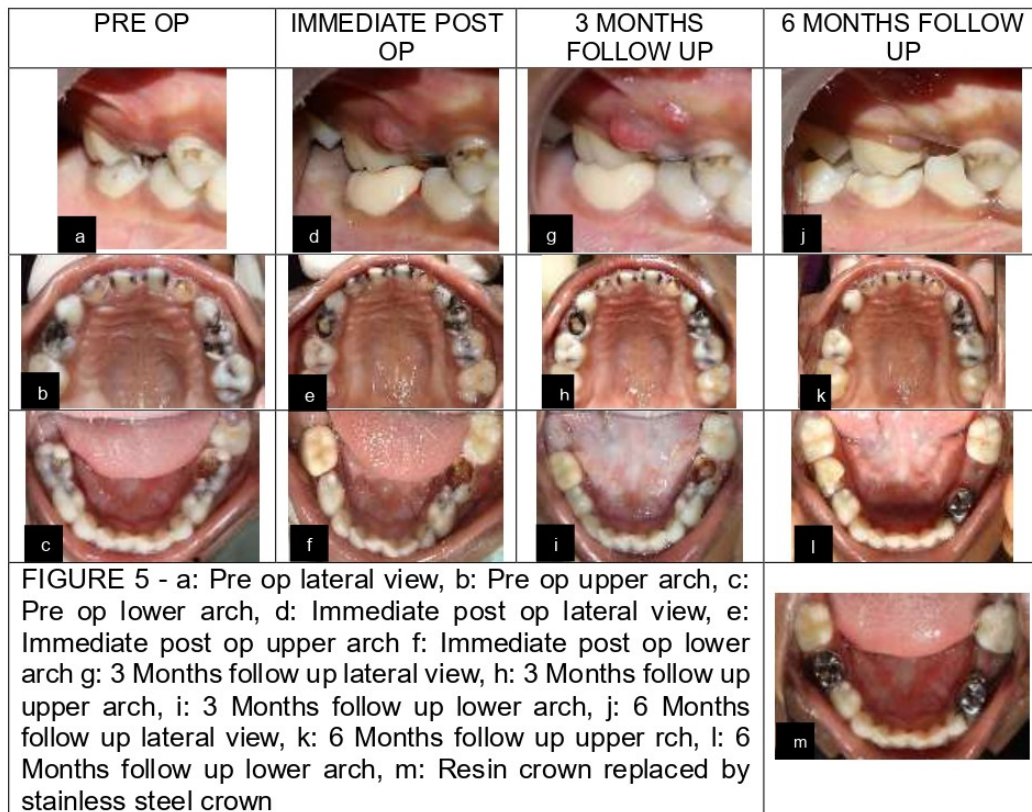 PRE OP
IMMEDIATE POST
OP
3 MONTHS
FOLLOW UP
6 MONTHS FOLLOW
UP
a
d
g
j
b
e
h
k
c
f
i
l
FIGURE 5 - a: Pre op lateral view, b: Pre op upper arch, c:
Pre op lower arch, d: Immediate post op lateral view, e:
Immediate post op upper arch f: Immediate post op lower
arch g: 3 Months follow up lateral view, h: 3 Months follow up
upper arch, i: 3 Months follow up lower arch, j: 6 Months
follow up lateral view, k: 6 Months follow up upper rch, l: 6
Months follow up lower arch, m: Resin crown replaced by
stainless steel crown
m